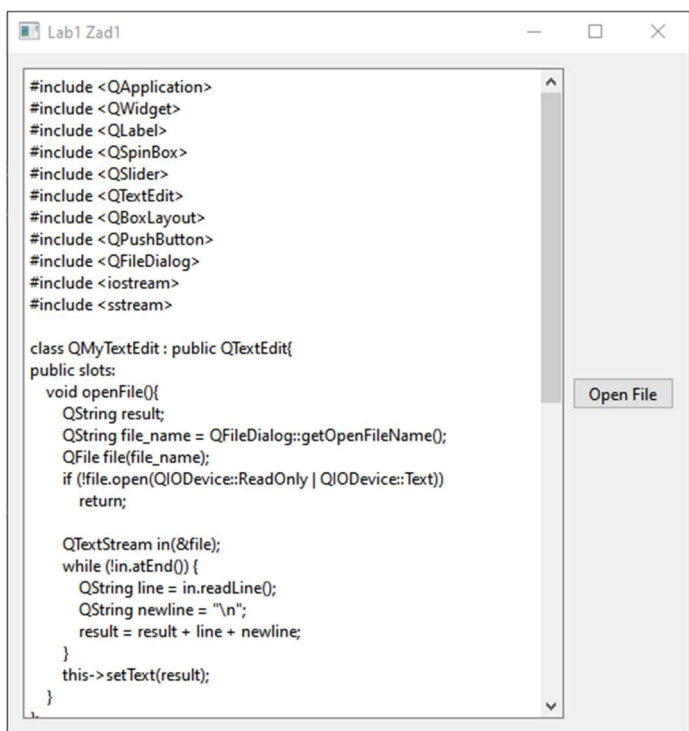 Lab1 Zad1
#include <QApplication>
#include <QWidget>
#include <QLabel>
#include <QSpinBox>
#include <QSlider>
#include <QTextEdit>
#include <QBoxLayout>
#include <QPushButton>
#include <QFileDialog>
#include <iostream>
#include <sstream>

class QMyTextEdit : public QTextEdit{
public slots:
    void openFile(){
        QString result;
        QString file_name = QFileDialog::getOpenFileName();
        QFile file(file_name);
        if (!file.open(QIODevice::ReadOnly | QIODevice::Text))
            return;

        QTextStream in(&file);
        while (!in.atEnd()) {
            QString line = in.readLine();
            QString newline = "\n";
            result = result + line + newline;
        }
        this->setText(result);
    }
Open File